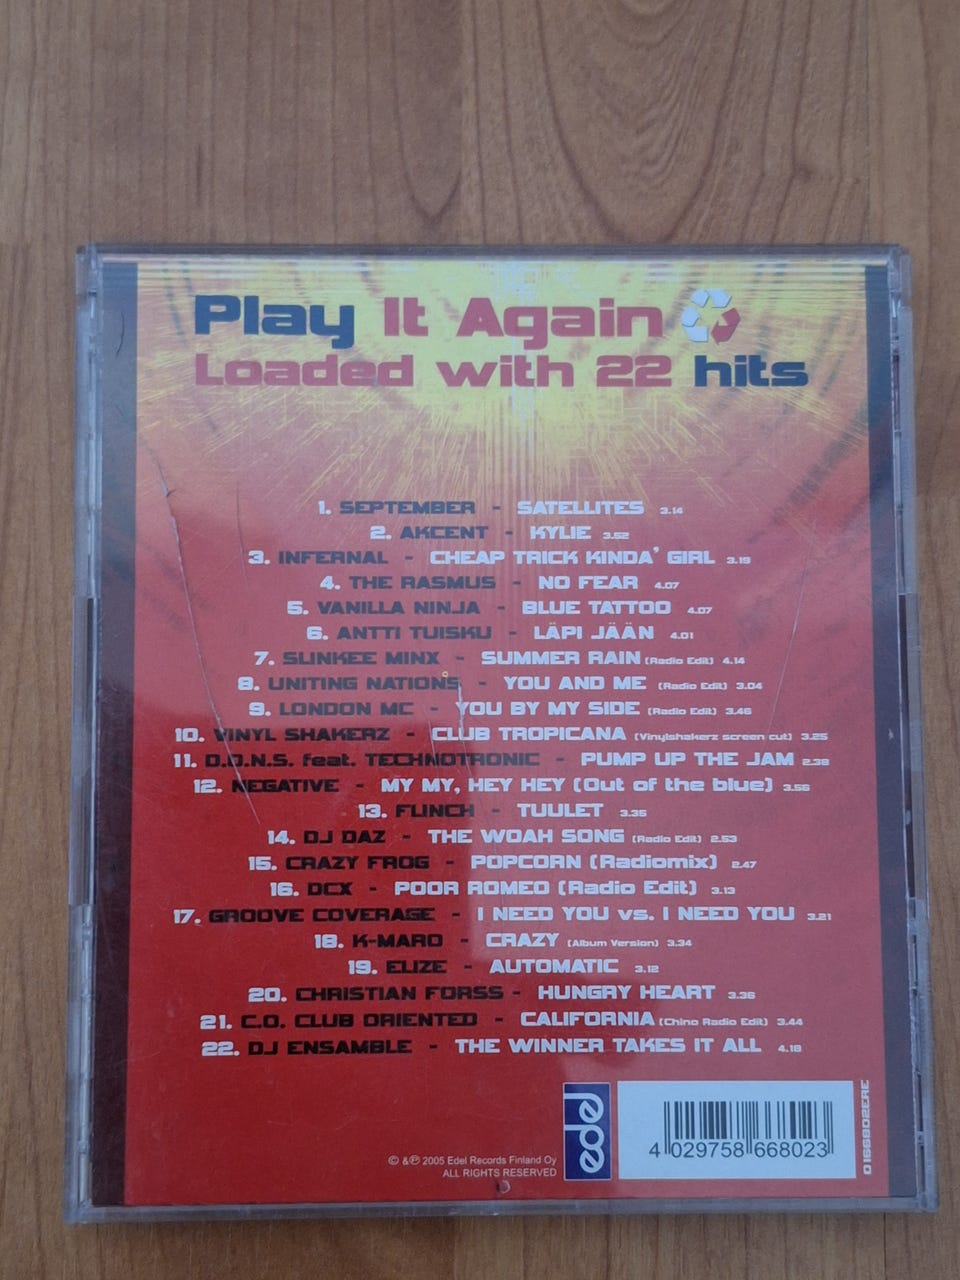 Play It Again
Loaded with 22 hits
1. SEPTEMBER - SATELLITES 3.14
2. AKCENT - KYLIE 3.52
3. INFERNAL - CHEAP TRICK KINDA' GIRL 3.19
4. THE RASMUS - NO FEAR 4.07
5. VANILLA NINJA - BLUE TATTOO 4.07
6. ANTTI TUISKU - LÄPI JÄÄN 4.01
7. SUNKEE MINX - SUMMER RAIN (Radio Edit) 4.14
8. UNITING NATIONS - YOU AND ME (Radio Edit) 3.04
9. LONDON MC - YOU BY MY SIDE (Radio Edit) 3.46
10. VINYL SHAKERZ - CLUB TROPICANA (Vinylshakerz screen cut) 3.25
11. D.O.N.S. feat. TECHNOTRONIC - PUMP UP THE JAM 2.38
12. NEGATIVE - MY MY, HEY HEY (Out of the blue) 3.56
13. FLINCH - TUULET 3.35
14. DJ DAZ - THE WOAH SONG (Radio Edit) 2.53
15. CRAZY FROG - POPCORN (Radiomix) 2.47
16. DCX - POOR ROMEO (Radio Edit) 3.13
17. GROOVE COVERAGE - I NEED YOU vs. I NEED YOU 3.21
18. K-MARO - CRAZY (Album Version) 3.34
19. ELIZE - AUTOMATIC 3.12
20. CHRISTIAN FORSS - HUNGRY HEART 3.36
21. C.O. CLUB ORIENTED - CALIFORNIA (Chino Radio Edit) 3.44
22. DJ ENSAMBLE - THE WINNER TAKES IT ALL 4.18
edel
4 029758 668023
0166802ERE
© & ℗ 2005 Edel Records Finland Oy
ALL RIGHTS RESERVED